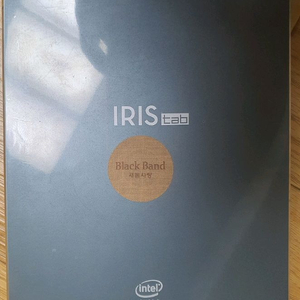 IRIS tab
Black Band
intel